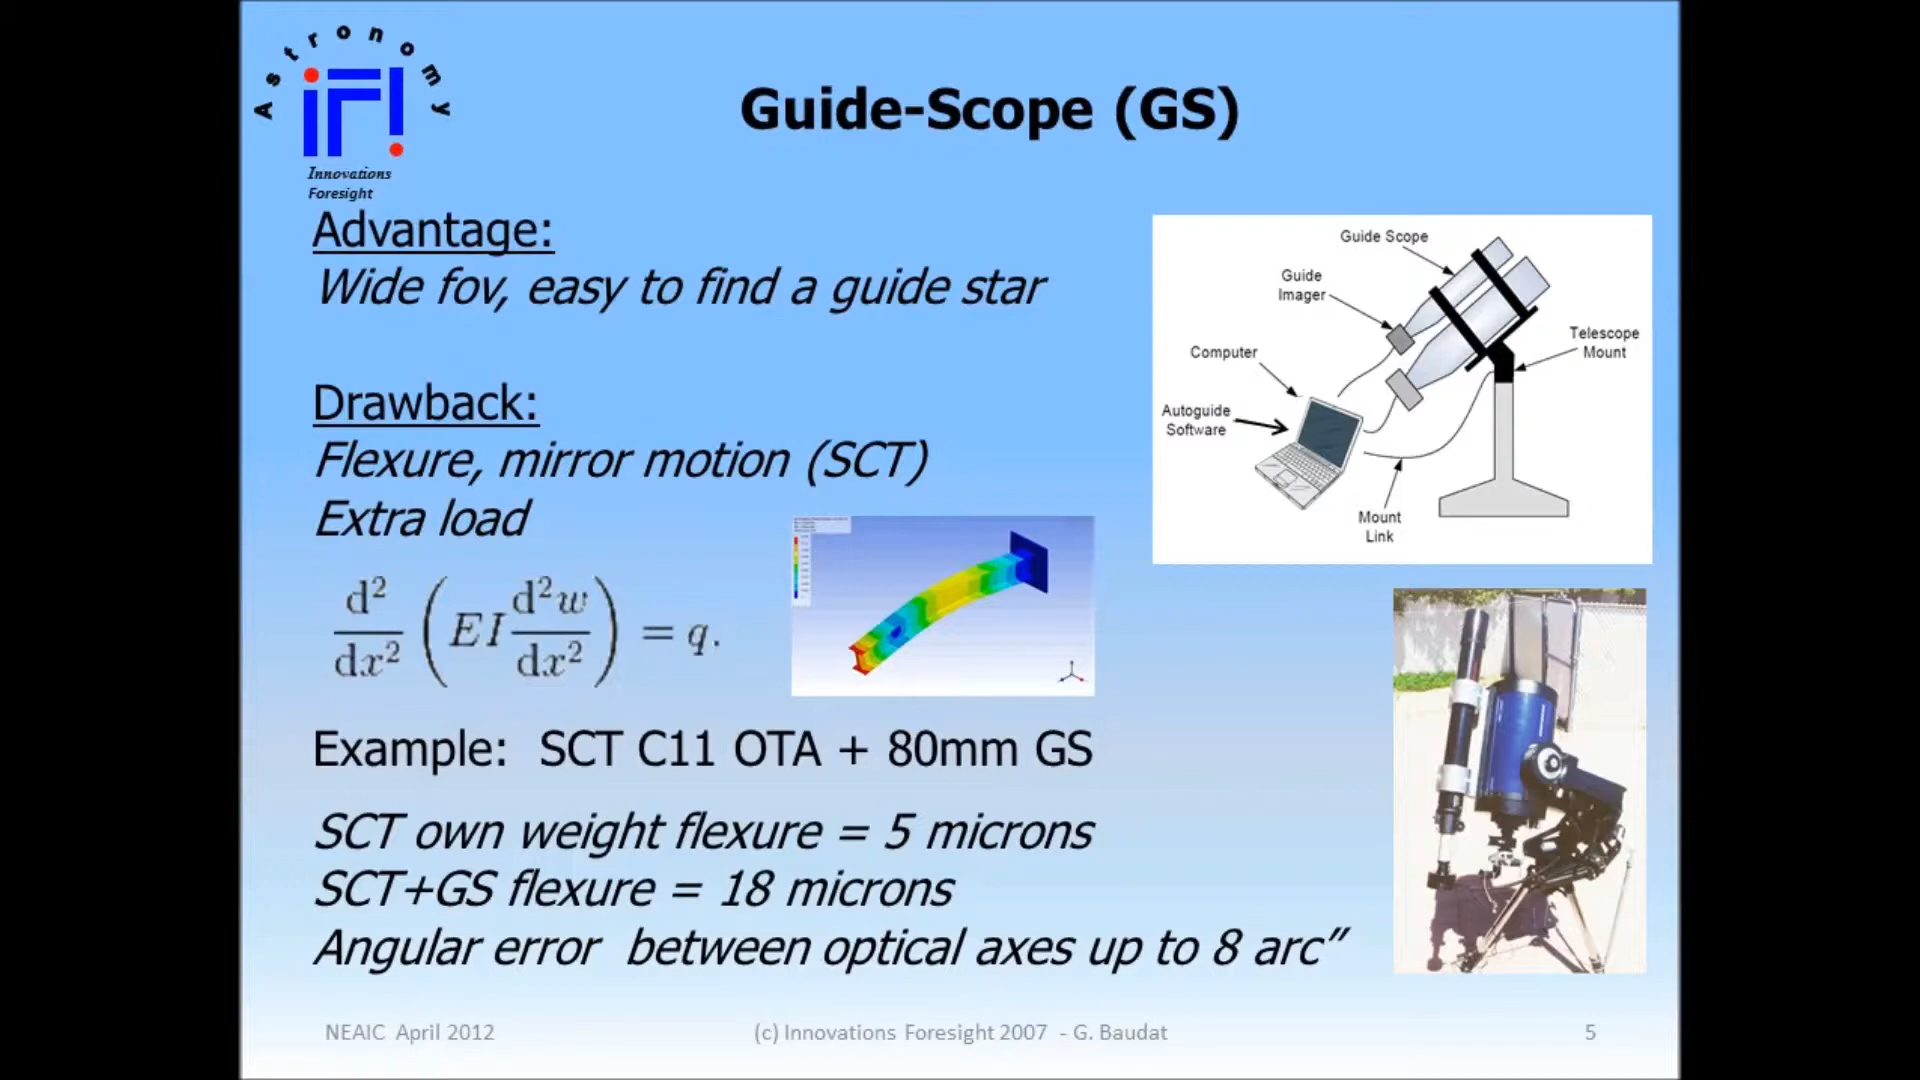 Astronomy
iF!
Innovations
Foresight
Guide-Scope (GS)
Advantage:
Wide fov, easy to find a guide star
Drawback:
Flexure, mirror motion (SCT)
Extra load
d²/dx² (EI d²w/dx²) = q.
Example: SCT C11 OTA + 80mm GS
SCT own weight flexure = 5 microns
SCT+GS flexure = 18 microns
Angular error between optical axes up to 8 arc”
Guide Scope
Guide
Imager
Computer
Telescope
Mount
Autoguide
Software
Mount
Link
NEAIC April 2012
(c) Innovations Foresight 2007 - G. Baudat
5